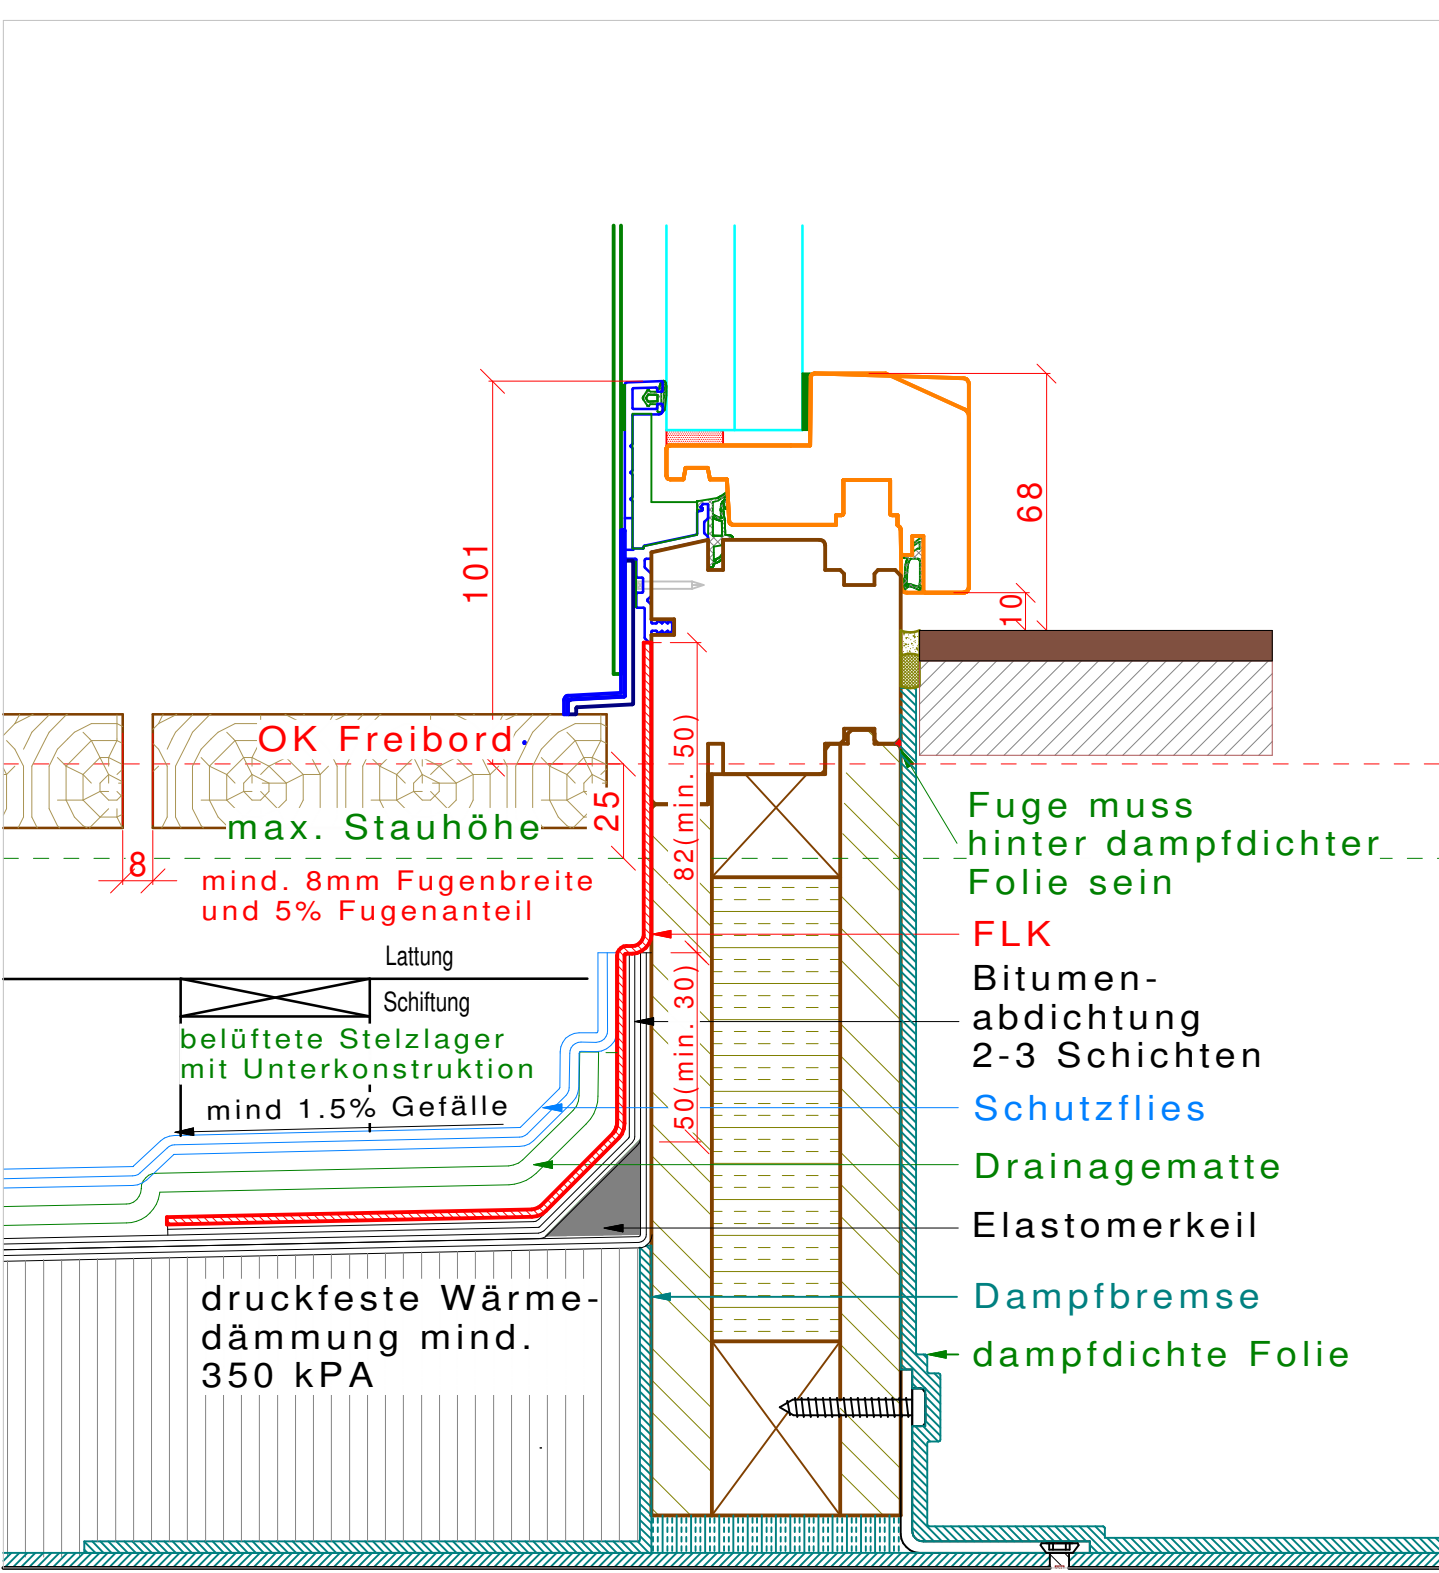 101
68
10
OK Freibord
25
max. Stauhöhe
8
mind. 8mm Fugenbreite
und 5% Fugenanteil
82(min. 50)
50(min. 30)
Lattung
Schiftung
belüftete Stelzlager
mit Unterkonstruktion
mind 1.5% Gefälle
druckfeste Wärme-
dämmung mind.
350 kPA
Fuge muss
hinter dampfdichter
Folie sein
FLK
Bitumen-
abdichtung
2-3 Schichten
Schutzflies
Drainagematte
Elastomerkeil
Dampfbremse
dampfdichte Folie